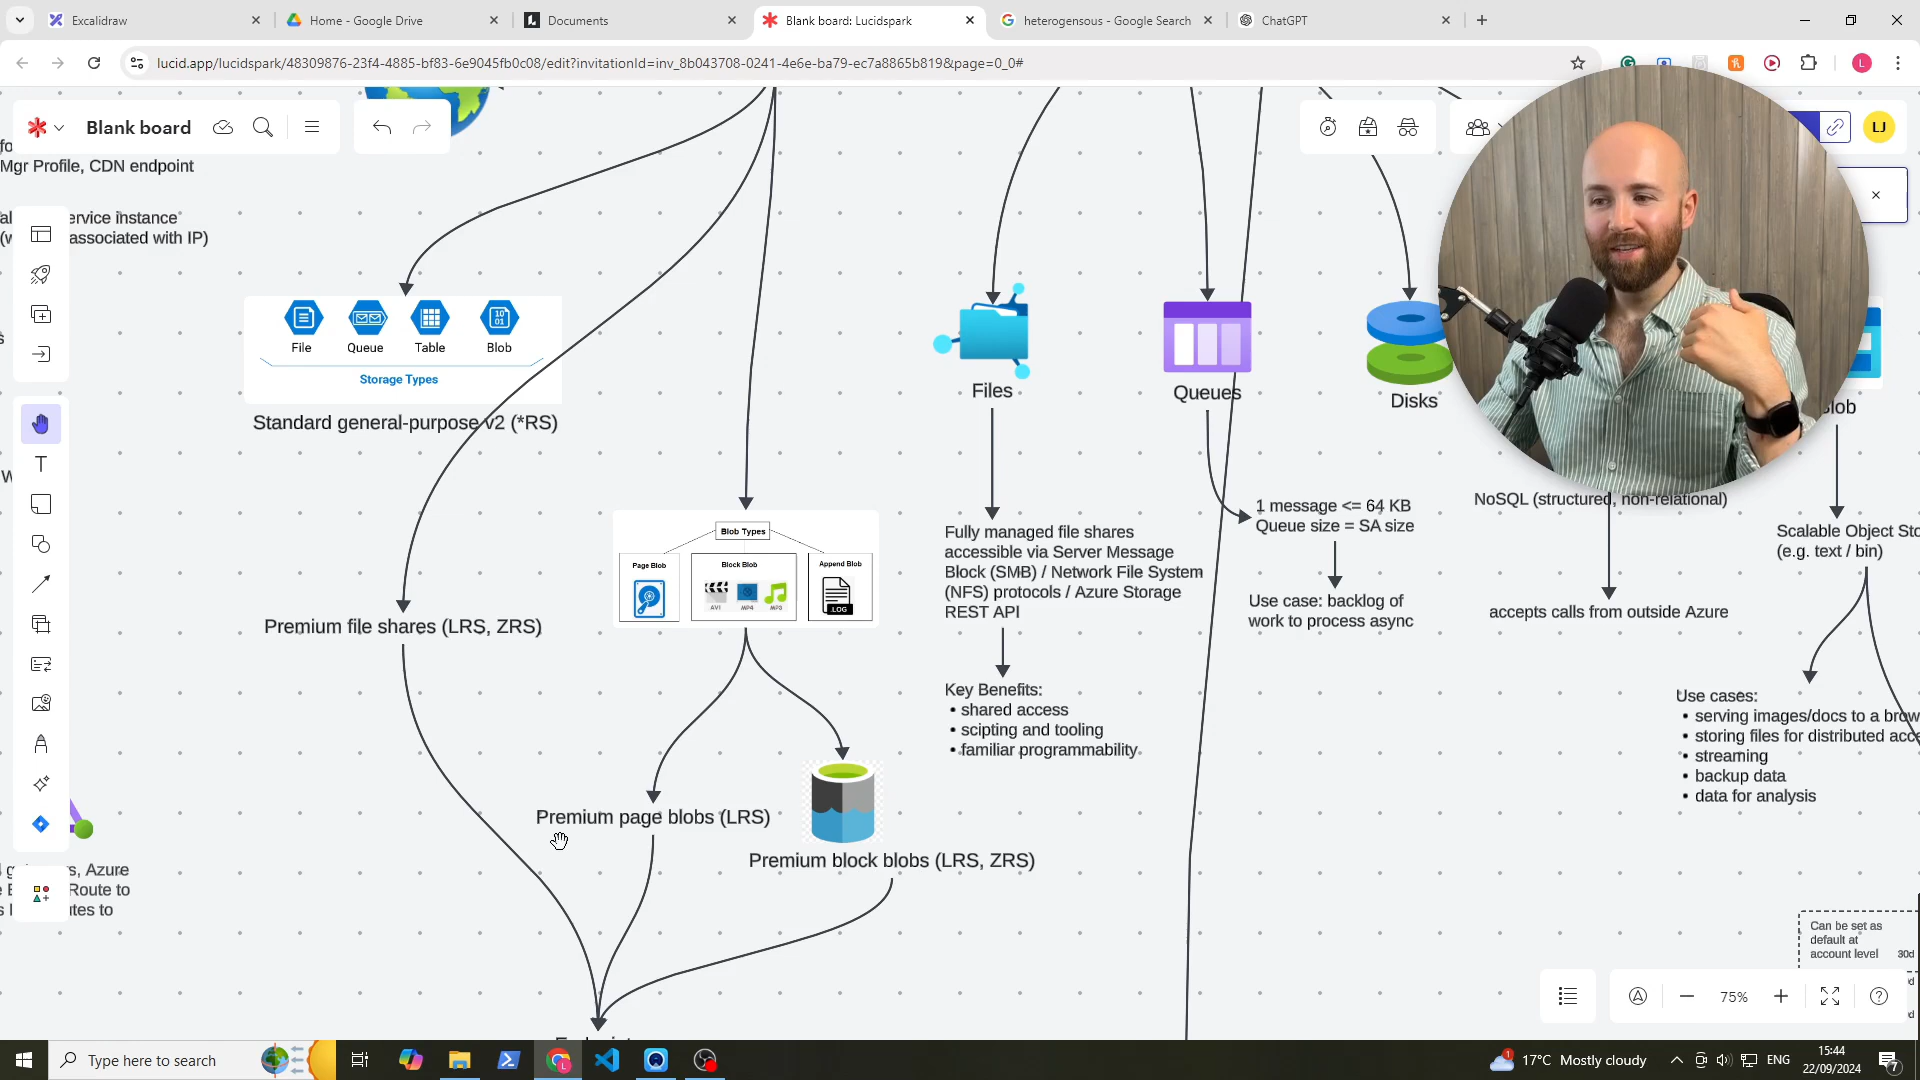 Excalidraw
Home - Google Drive
Documents
Blank board: Lucidspark
heterogensous - Google Search
ChatGPT
lucid.app/lucidspark/48309876-23f4-4885-bf83-6e9045fb0c08/edit?invitationId=inv_8b043708-0241-4e6e-ba79-ec7a8865b819&page=0_0#
L
Blank board
LJ
Mgr Profile, CDN endpoint
ervice instance
associated with IP)
File
Queue
Table
Blob
Storage Types
Standard general-purpose v2 (*RS)
Files
Queues
Disks
lob
Blob Types
Page Blob
Block Blob
Append Blob
AVI
MP4
MP3
.LOG
Premium file shares (LRS, ZRS)
Fully managed file shares
accessible via Server Message
Block (SMB) / Network File System
(NFS) protocols / Azure Storage
REST API
Key Benefits:
• shared access
• scipting and tooling
• familiar programmability
1 message <= 64 KB
Queue size = SA size
Use case: backlog of
work to process async
NoSQL (structured, non-relational)
accepts calls from outside Azure
Scalable Object Sto
(e.g. text / bin)
Use cases:
• serving images/docs to a brow
• storing files for distributed acce
• streaming
• backup data
• data for analysis
Premium page blobs (LRS)
Premium block blobs (LRS, ZRS)
s, Azure
Route to
utes to
Can be set as
default at
account level
30d
75%
Type here to search
17°C Mostly cloudy
ENG
15:44
22/09/2024
7